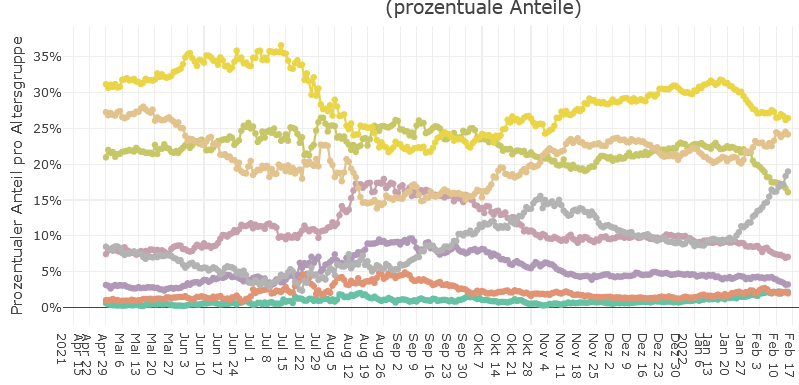 (prozentuale Anteile)
Prozentualer Anteil pro Altersgruppe
35%
30%
25%
20%
15%
10%
5%
0%
2021
Apr 15
Apr 22
Apr 29
Mai 6
Mai 13
Mai 20
Mai 27
Jun 3
Jun 10
Jun 17
Jun 24
Jul 1
Jul 8
Jul 15
Jul 22
Jul 29
Aug 5
Aug 12
Aug 19
Aug 26
Sep 2
Sep 9
Sep 16
Sep 23
Sep 30
Okt 7
Okt 14
Okt 21
Okt 28
Nov 4
Nov 11
Nov 18
Nov 25
Dez 2
Dez 9
Dez 16
Dez 23
Dez 30
2022
Jan 6
Jan 13
Jan 20
Jan 27
Feb 3
Feb 10
Feb 17